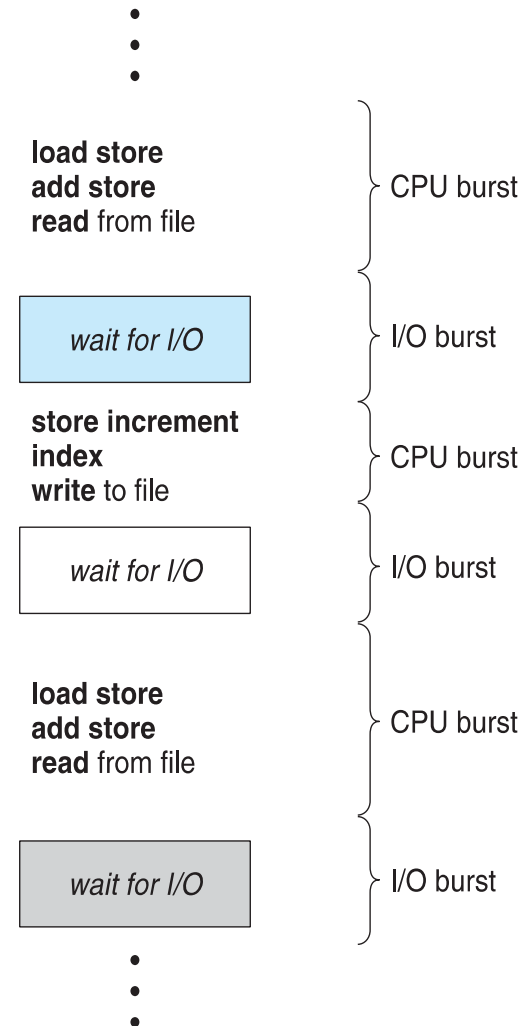 load store
add store
read from file
CPU burst
wait for I/O
I/O burst
store increment
index
write to file
CPU burst
wait for I/O
I/O burst
load store
add store
read from file
CPU burst
wait for I/O
I/O burst